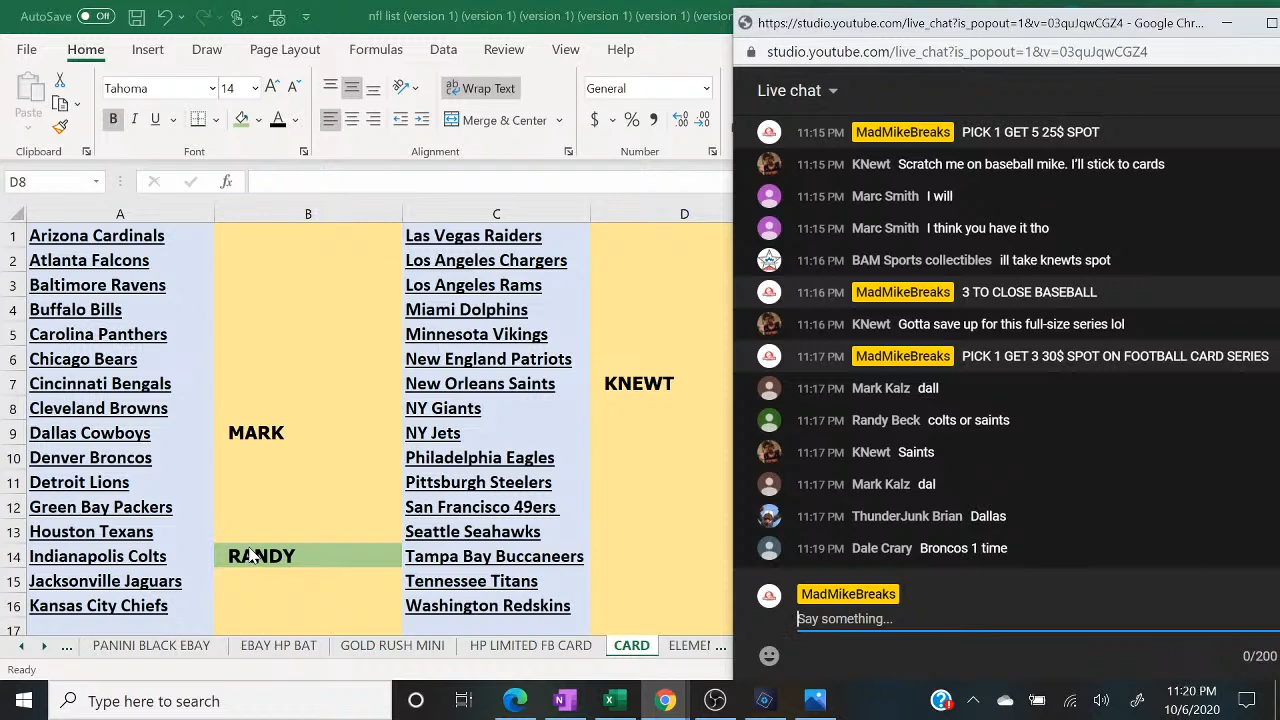 AutoSave Off nfl list (version 1) (version 1) (version 1) (version 1) (version
https://studio.youtube.com/live_chat?is_popout=1&v=03quJqwCGZ4 - Google Chr...
File Home Insert Draw Page Layout Formulas Data Review View Help
studio.youtube.com/live_chat?is_popout=1&v=03quJqwCGZ4
Tahoma 14 A A Wrap Text General
Live chat
B I U A Merge & Center $ % 9
Clipboard Font Alignment Number
D8 fx
A B C D
1 Arizona Cardinals Las Vegas Raiders
2 Atlanta Falcons Los Angeles Chargers
3 Baltimore Ravens Los Angeles Rams
4 Buffalo Bills Miami Dolphins
5 Carolina Panthers Minnesota Vikings
6 Chicago Bears New England Patriots
7 Cincinnati Bengals New Orleans Saints KNEWT
8 Cleveland Browns NY Giants
9 Dallas Cowboys MARK NY Jets
10 Denver Broncos Philadelphia Eagles
11 Detroit Lions Pittsburgh Steelers
12 Green Bay Packers San Francisco 49ers
13 Houston Texans Seattle Seahawks
14 Indianapolis Colts RANDY Tampa Bay Buccaneers
15 Jacksonville Jaguars Tennessee Titans
16 Kansas City Chiefs Washington Redskins
17
... PANINI BLACK EBAY EBAY HP BAT GOLD RUSH MINI HP LIMITED FB CARD CARD ELEMEN ...
Ready
11:15 PM MadMikeBreaks PICK 1 GET 5 25$ SPOT
11:15 PM KNewt Scratch me on baseball mike. I'll stick to cards
11:15 PM Marc Smith I will
11:15 PM Marc Smith I think you have it tho
11:16 PM BAM Sports collectibles ill take knewts spot
11:16 PM MadMikeBreaks 3 TO CLOSE BASEBALL
11:16 PM KNewt Gotta save up for this full-size series lol
11:17 PM MadMikeBreaks PICK 1 GET 3 30$ SPOT ON FOOTBALL CARD SERIES
11:17 PM Mark Kalz dall
11:17 PM Randy Beck colts or saints
11:17 PM KNewt Saints
11:17 PM Mark Kalz dal
11:17 PM ThunderJunk Brian Dallas
11:19 PM Dale Crary Broncos 1 time
MadMikeBreaks
Say something...
0/200
Type here to search
11:20 PM
10/6/2020